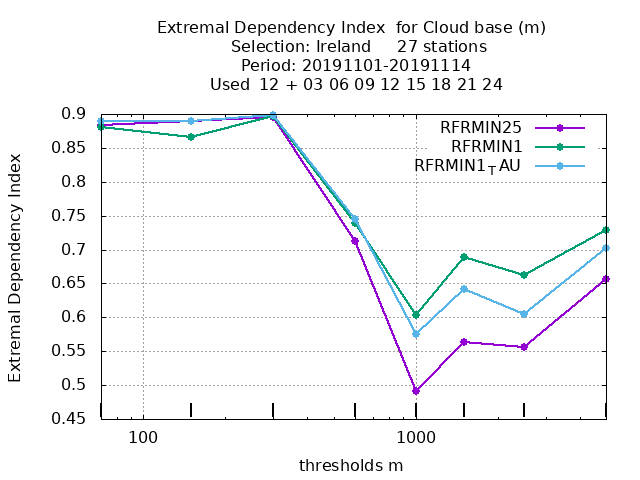 Extremal Dependency Index  for Cloud base (m)
Selection: Ireland     27 stations
Period: 20191101-20191114
Used  12 + 03 06 09 12 15 18 21 24
RFRMIN25
RFRMIN1
RFRMIN1TAU
Extremal Dependency Index
0.9
0.85
0.8
0.75
0.7
0.65
0.6
0.55
0.5
0.45
100 1000
thresholds m